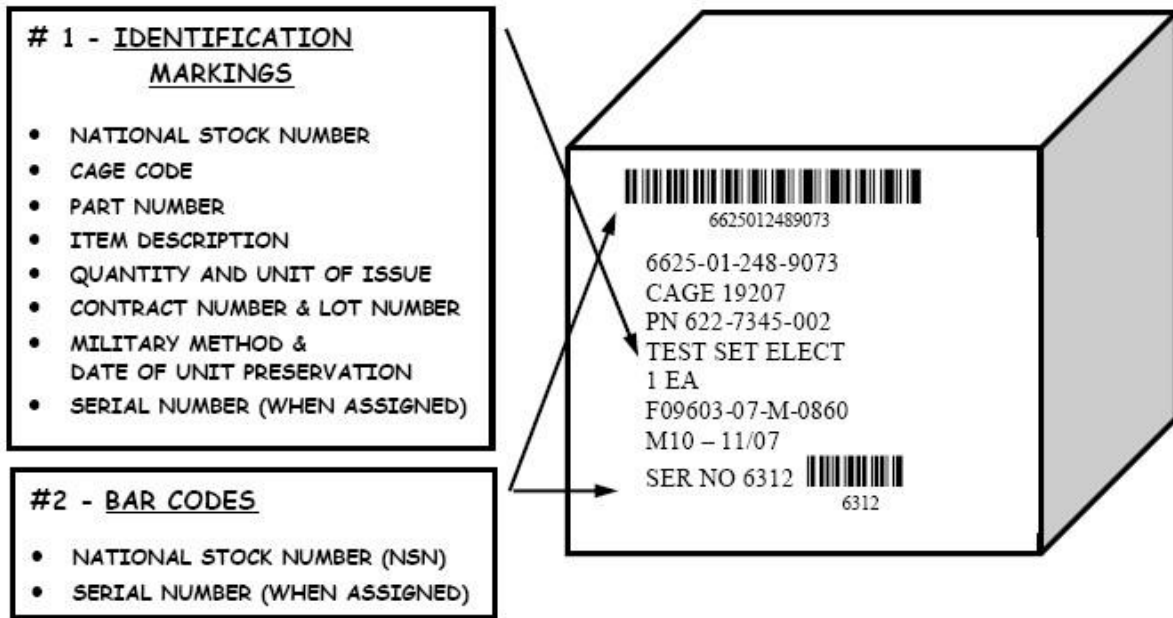 # 1 - IDENTIFICATION
MARKINGS
• NATIONAL STOCK NUMBER
• CAGE CODE
• PART NUMBER
• ITEM DESCRIPTION
• QUANTITY AND UNIT OF ISSUE
• CONTRACT NUMBER & LOT NUMBER
• MILITARY METHOD &
DATE OF UNIT PRESERVATION
• SERIAL NUMBER (WHEN ASSIGNED)
#2 - BAR CODES
• NATIONAL STOCK NUMBER (NSN)
• SERIAL NUMBER (WHEN ASSIGNED)
6625012489073
6625-01-248-9073
CAGE 19207
PN 622-7345-002
TEST SET ELECT
1 EA
F09603-07-M-0860
M10 – 11/07
SER NO 6312
6312